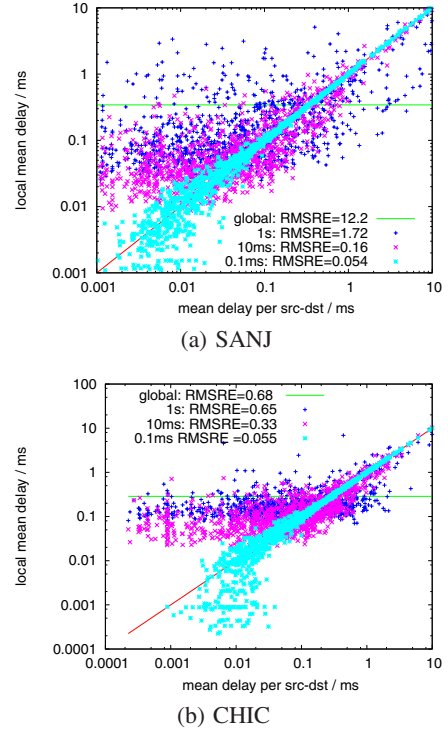 10
1
0.1
0.01
0.001
local mean delay / ms
global: RMSRE=12.2
1s: RMSRE=1.72
10ms: RMSRE=0.16
0.1ms: RMSRE=0.054
0.001 0.01 0.1 1 10
mean delay per src-dst / ms
(a) SANJ
100
10
1
0.1
0.01
0.001
0.0001
local mean delay / ms
global: RMSRE=0.68
1s: RMSRE=0.65
10ms: RMSRE=0.33
0.1ms RMSRE =0.055
0.0001 0.001 0.01 0.1 1 10
mean delay per src-dst / ms
(b) CHIC